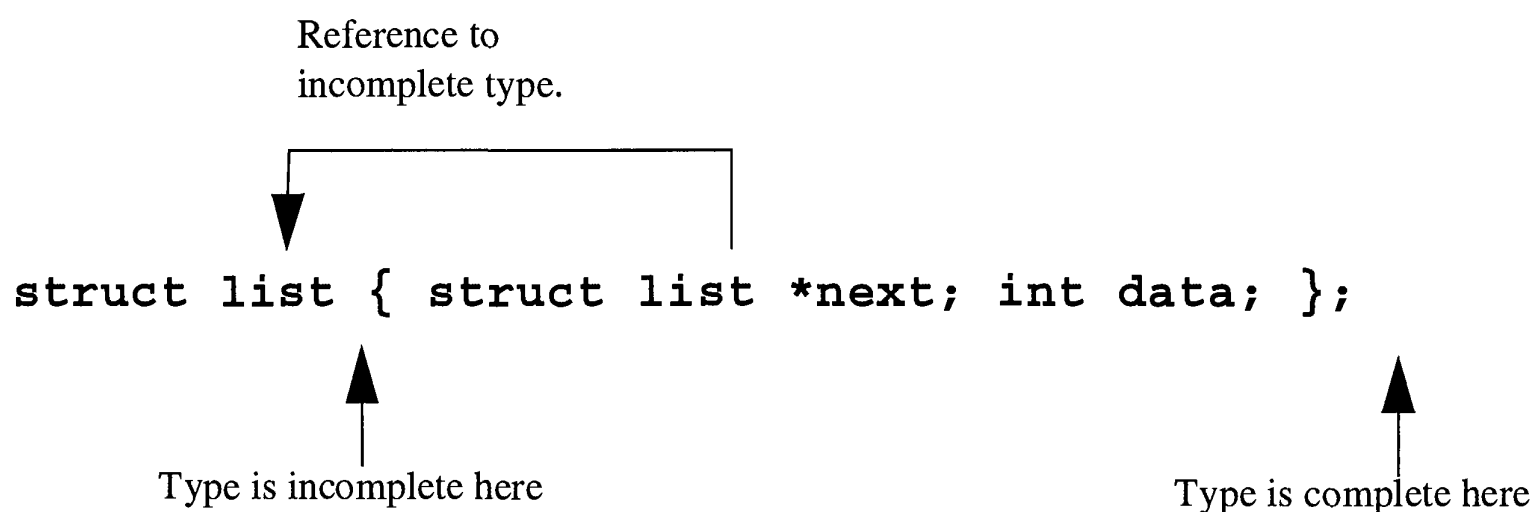 Reference to
incomplete type.
struct list { struct list *next; int data; };
Type is incomplete here
Type is complete here